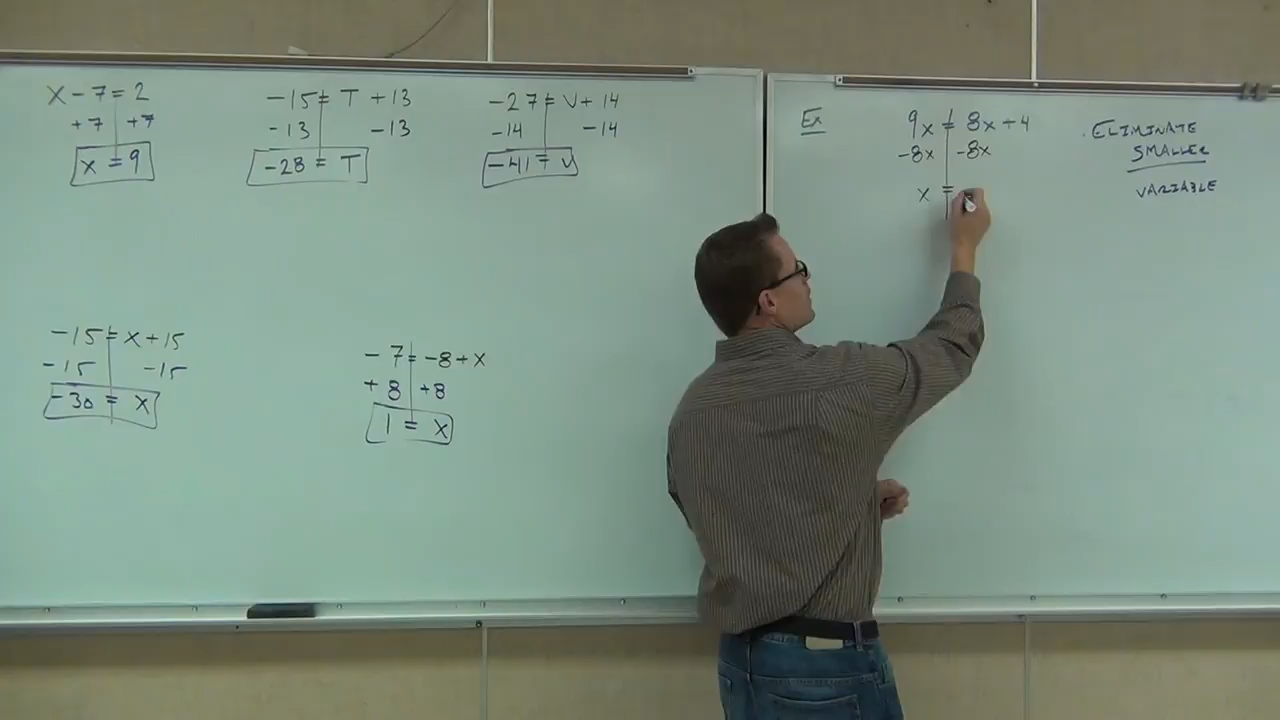 x - 7 = 2
+7 +7
x = 9
-15 = T + 13
-13 -13
-28 = T
-27 = V + 14
-14 -14
-41 = V
-15 = x + 15
-15 -15
-30 = x
-7 = -8 + x
+8 +8
1 = x
Ex
9x = 8x + 4
-8x -8x
x =
ELIMINATE
SMALLER
VARIABLE